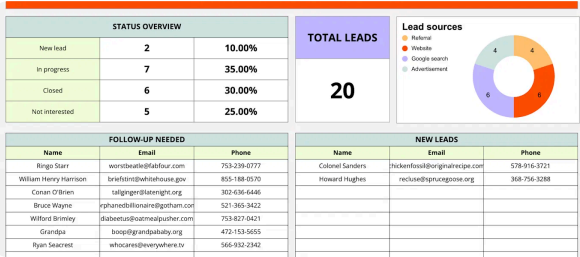 STATUS OVERVIEW
New lead 2 10.00%
In progress 7 35.00%
Closed 6 30.00%
Not interested 5 25.00%
TOTAL LEADS
20
Lead sources
Referral
Website
Google search
Advertisement
4 4
6 6
FOLLOW-UP NEEDED
Name Email Phone
Ringo Starr worstbeatle@fabfour.com 753-239-0777
William Henry Harrison briefstint@whitehouse.gov 855-188-0570
Conan O'Brien tallginger@latenight.org 302-636-6446
Bruce Wayne rphanedbillionaire@gotham.con 521-365-3422
Wilford Brimley diabeetus@oatmealpusher.com 753-827-0421
Grandpa boop@grandpababy.org 472-153-5655
Ryan Seacrest whocares@everywhere.tv 566-932-2342
NEW LEADS
Name Email Phone
Colonel Sanders chickenfossil@originalrecipe.com 578-916-3721
Howard Hughes recluse@sprucegoose.org 368-756-3288